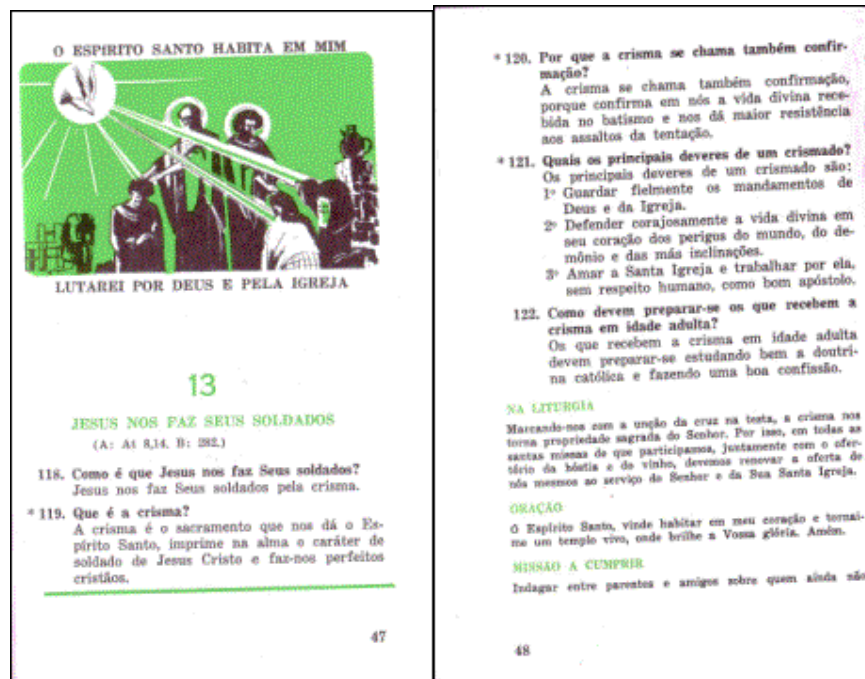 O ESPÍRITO SANTO HABITA EM MIM
LUTAREI POR DEUS E PELA IGREJA
13
JESUS NOS FAZ SEUS SOLDADOS
(A: At 8,14. B: 282.)
118. Como é que Jesus nos faz Seus soldados?
Jesus nos faz Seus soldados pela crisma.
* 119. Que é a crisma?
A crisma é o sacramento que nos dá o Es-
pírito Santo, imprime na alma o caráter de
soldado de Jesus Cristo e faz-nos perfeitos
cristãos.
47
* 120. Por que a crisma se chama também confir-
mação?
A crisma se chama também confirmação,
porque confirma em nós a vida divina rece-
bida no batismo e nos dá maior resistência
aos assaltos da tentação.
* 121. Quais os principais deveres de um crismado?
Os principais deveres de um crismado são:
1º Guardar fielmente os mandamentos de
Deus e da Igreja.
2º Defender corajosamente a vida divina em
seu coração dos perigos do mundo, do de-
mônio e das más inclinações.
3º Amar a Santa Igreja e trabalhar por ela,
sem respeito humano, como bom apóstolo.
122. Como devem preparar-se os que recebem a
crisma em idade adulta?
Os que recebem a crisma em idade adulta
devem preparar-se estudando bem a doutri-
na católica e fazendo uma boa confissão.
NA LITURGIA
Marcando-nos com a unção da cruz na testa, a crisma nos
torna propriedade sagrada do Senhor. Por isso, em todas as
santas missas de que participamos, juntamente com o ofer-
tório da hóstia e do vinho, devemos renovar a oferta de
nós mesmos ao serviço do Senhor e da Sua Santa Igreja.
ORAÇÃO
Ó Espírito Santo, vinde habitar em meu coração e tornai-
me um templo vivo, onde brilhe a Vossa glória. Amém.
MISSÃO A CUMPRIR
Indagar entre parentes e amigos sobre quem ainda não
48